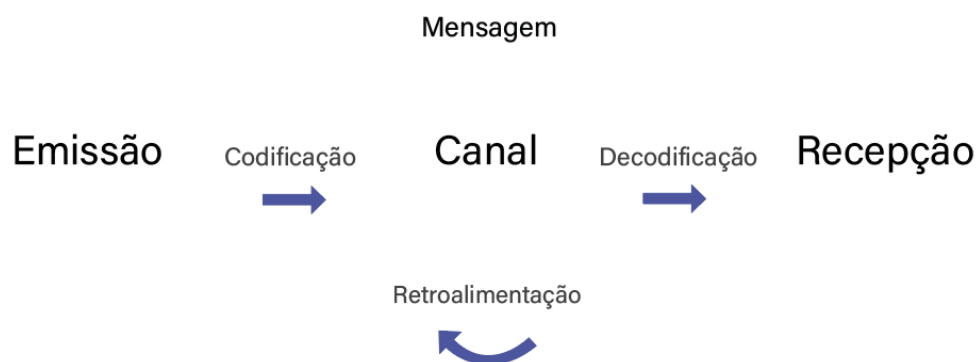 Mensagem
Emissão Codificação Canal Decodificação Recepção
Retroalimentação